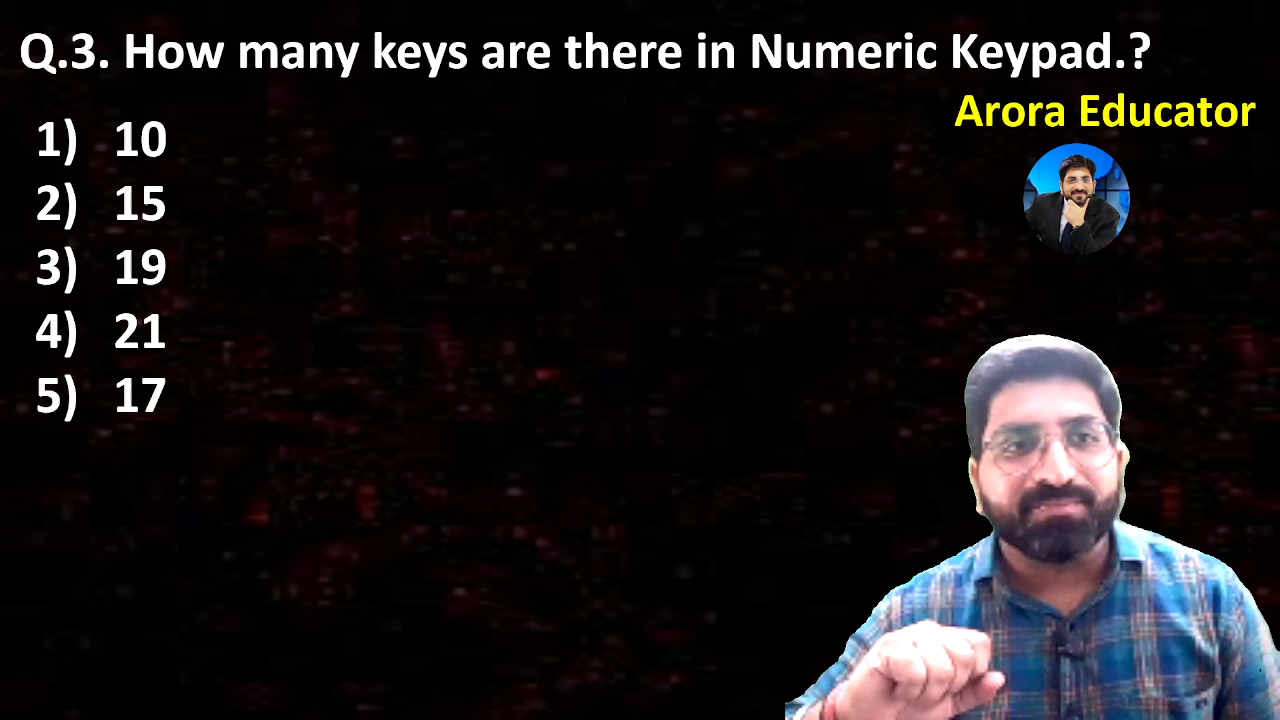 Q.3. How many keys are there in Numeric Keypad.?
Arora Educator
1) 10
2) 15
3) 19
4) 21
5) 17